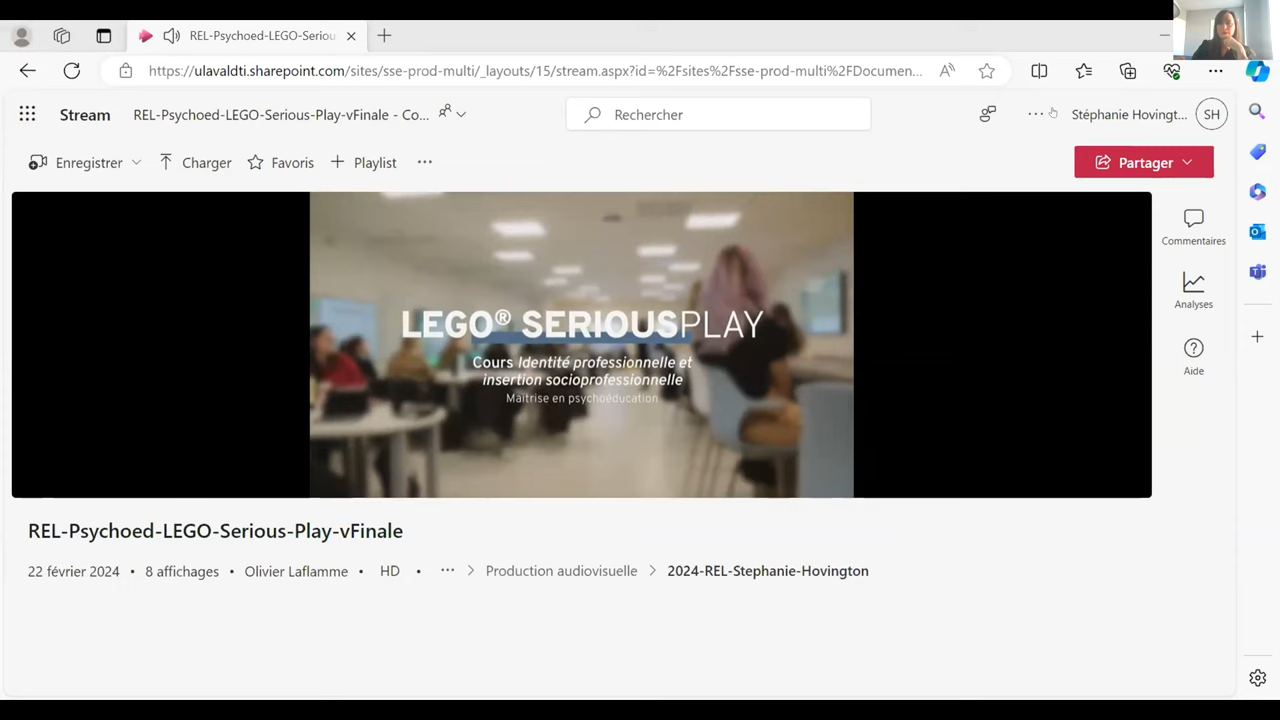 REL-Psychoed-LEGO-Seriou
https://ulavaldti.sharepoint.com/sites/sse-prod-multi/_layouts/15/stream.aspx?id=%2Fsites%2Fsse-prod-multi%2FDocumen...
Stream REL-Psychoed-LEGO-Serious-Play-vFinale - Co... Rechercher Stéphanie Hovingt... SH
Enregistrer Charger Favoris Playlist Partager
LEGO® SERIOUSPLAY
Cours Identité professionnelle et
insertion socioprofessionnelle
Maîtrise en psychoéducation
Commentaires
Analyses
Aide
REL-Psychoed-LEGO-Serious-Play-vFinale
22 février 2024 • 8 affichages • Olivier Laflamme • HD • ... > Production audiovisuelle > 2024-REL-Stephanie-Hovington